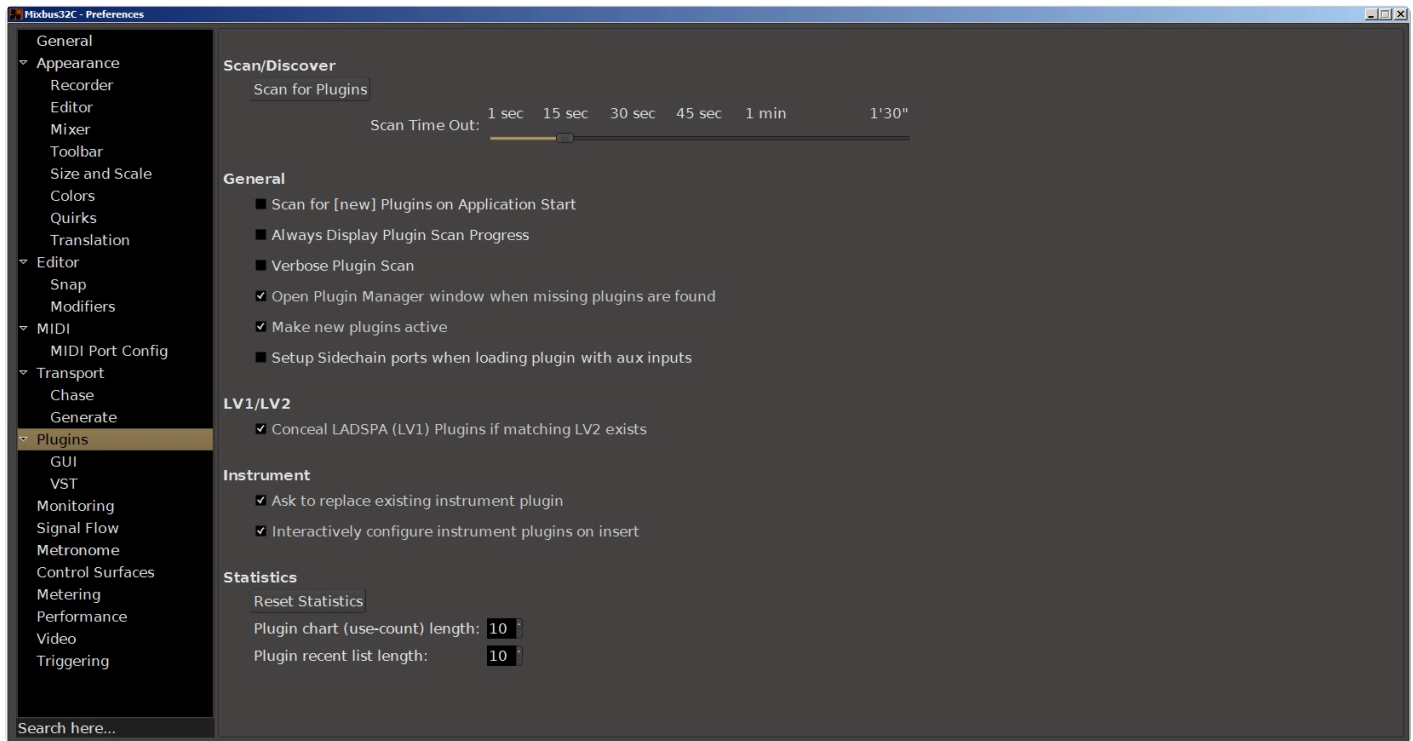 Mixbus32C - Preferences
General
Appearance
Recorder
Editor
Mixer
Toolbar
Size and Scale
Colors
Quirks
Translation
Editor
Snap
Modifiers
MIDI
MIDI Port Config
Transport
Chase
Generate
Plugins
GUI
VST
Monitoring
Signal Flow
Metronome
Control Surfaces
Metering
Performance
Video
Triggering
Search here...
Scan/Discover
Scan for Plugins
1 sec 15 sec 30 sec 45 sec 1 min 1'30"
Scan Time Out:
General
Scan for [new] Plugins on Application Start
Always Display Plugin Scan Progress
Verbose Plugin Scan
Open Plugin Manager window when missing plugins are found
Make new plugins active
Setup Sidechain ports when loading plugin with aux inputs
LV1/LV2
Conceal LADSPA (LV1) Plugins if matching LV2 exists
Instrument
Ask to replace existing instrument plugin
Interactively configure instrument plugins on insert
Statistics
Reset Statistics
Plugin chart (use-count) length: 10
Plugin recent list length: 10